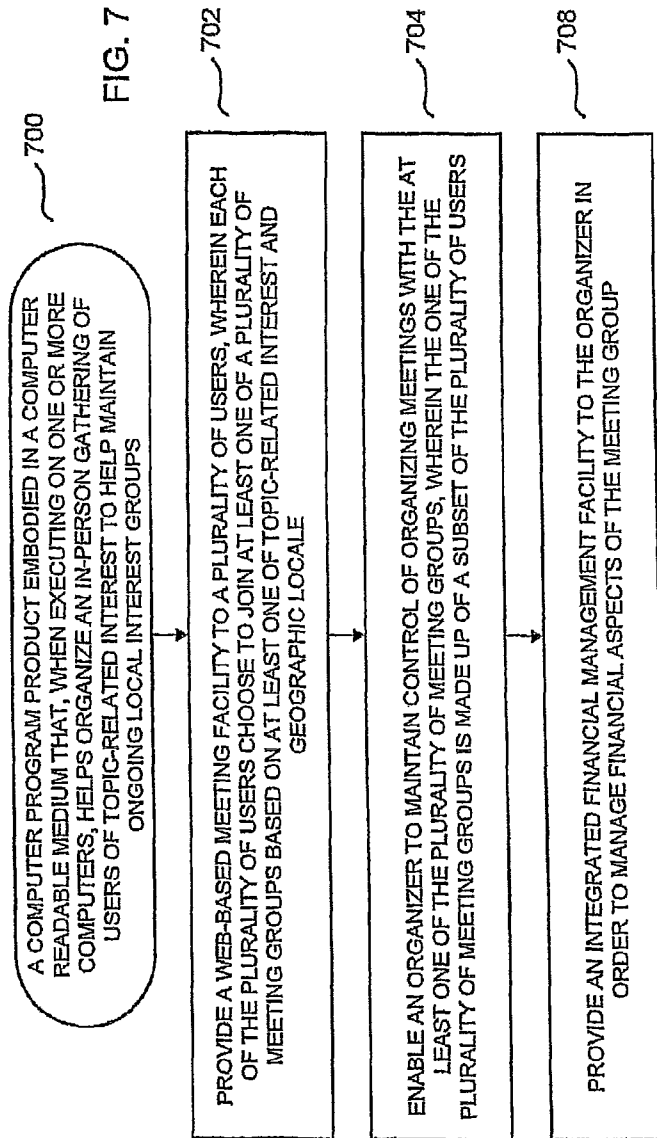 FIG. 7
700
A COMPUTER PROGRAM PRODUCT EMBODIED IN A COMPUTER
READABLE MEDIUM THAT, WHEN EXECUTING ON ONE OR MORE
COMPUTERS, HELPS ORGANIZE AN IN-PERSON GATHERING OF
USERS OF TOPIC-RELATED INTEREST TO HELP MAINTAIN
ONGOING LOCAL INTEREST GROUPS
702
PROVIDE A WEB-BASED MEETING FACILITY TO A PLURALITY OF USERS, WHEREIN EACH
OF THE PLURALITY OF USERS CHOOSE TO JOIN AT LEAST ONE OF A PLURALITY OF
MEETING GROUPS BASED ON AT LEAST ONE OF TOPIC-RELATED INTEREST AND
GEOGRAPHIC LOCALE
704
ENABLE AN ORGANIZER TO MAINTAIN CONTROL OF ORGANIZING MEETINGS WITH THE AT
LEAST ONE OF THE PLURALITY OF MEETING GROUPS, WHEREIN THE ONE OF THE
PLURALITY OF MEETING GROUPS IS MADE UP OF A SUBSET OF THE PLURALITY OF USERS
708
PROVIDE AN INTEGRATED FINANCIAL MANAGEMENT FACILITY TO THE ORGANIZER IN
ORDER TO MANAGE FINANCIAL ASPECTS OF THE MEETING GROUP